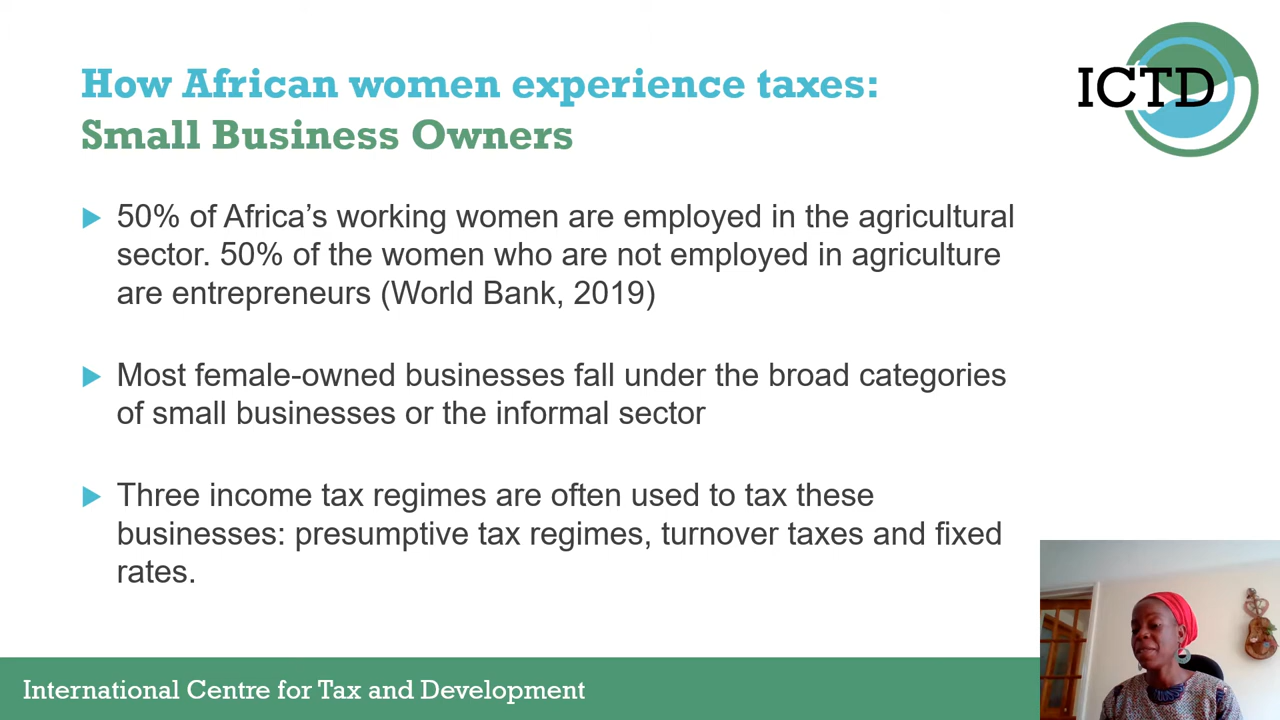 How African women experience taxes:
Small Business Owners
ICTD
50% of Africa’s working women are employed in the agricultural
sector. 50% of the women who are not employed in agriculture
are entrepreneurs (World Bank, 2019)
Most female-owned businesses fall under the broad categories
of small businesses or the informal sector
Three income tax regimes are often used to tax these
businesses: presumptive tax regimes, turnover taxes and fixed
rates.
International Centre for Tax and Development